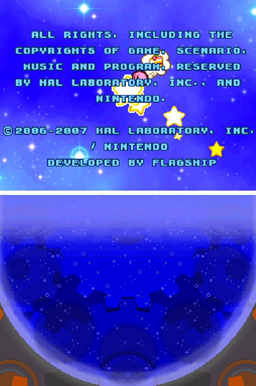 ALL RIGHTS, INCLUDING THE
COPYRIGHTS OF GAME, SCENARIO,
MUSIC AND PROGRAM, RESERVED
BY HAL LABORATORY, INC., AND
NINTENDO.
©2006-2007 HAL LABORATORY, INC.
/ NINTENDO
DEVELOPED BY FLAGSHIP